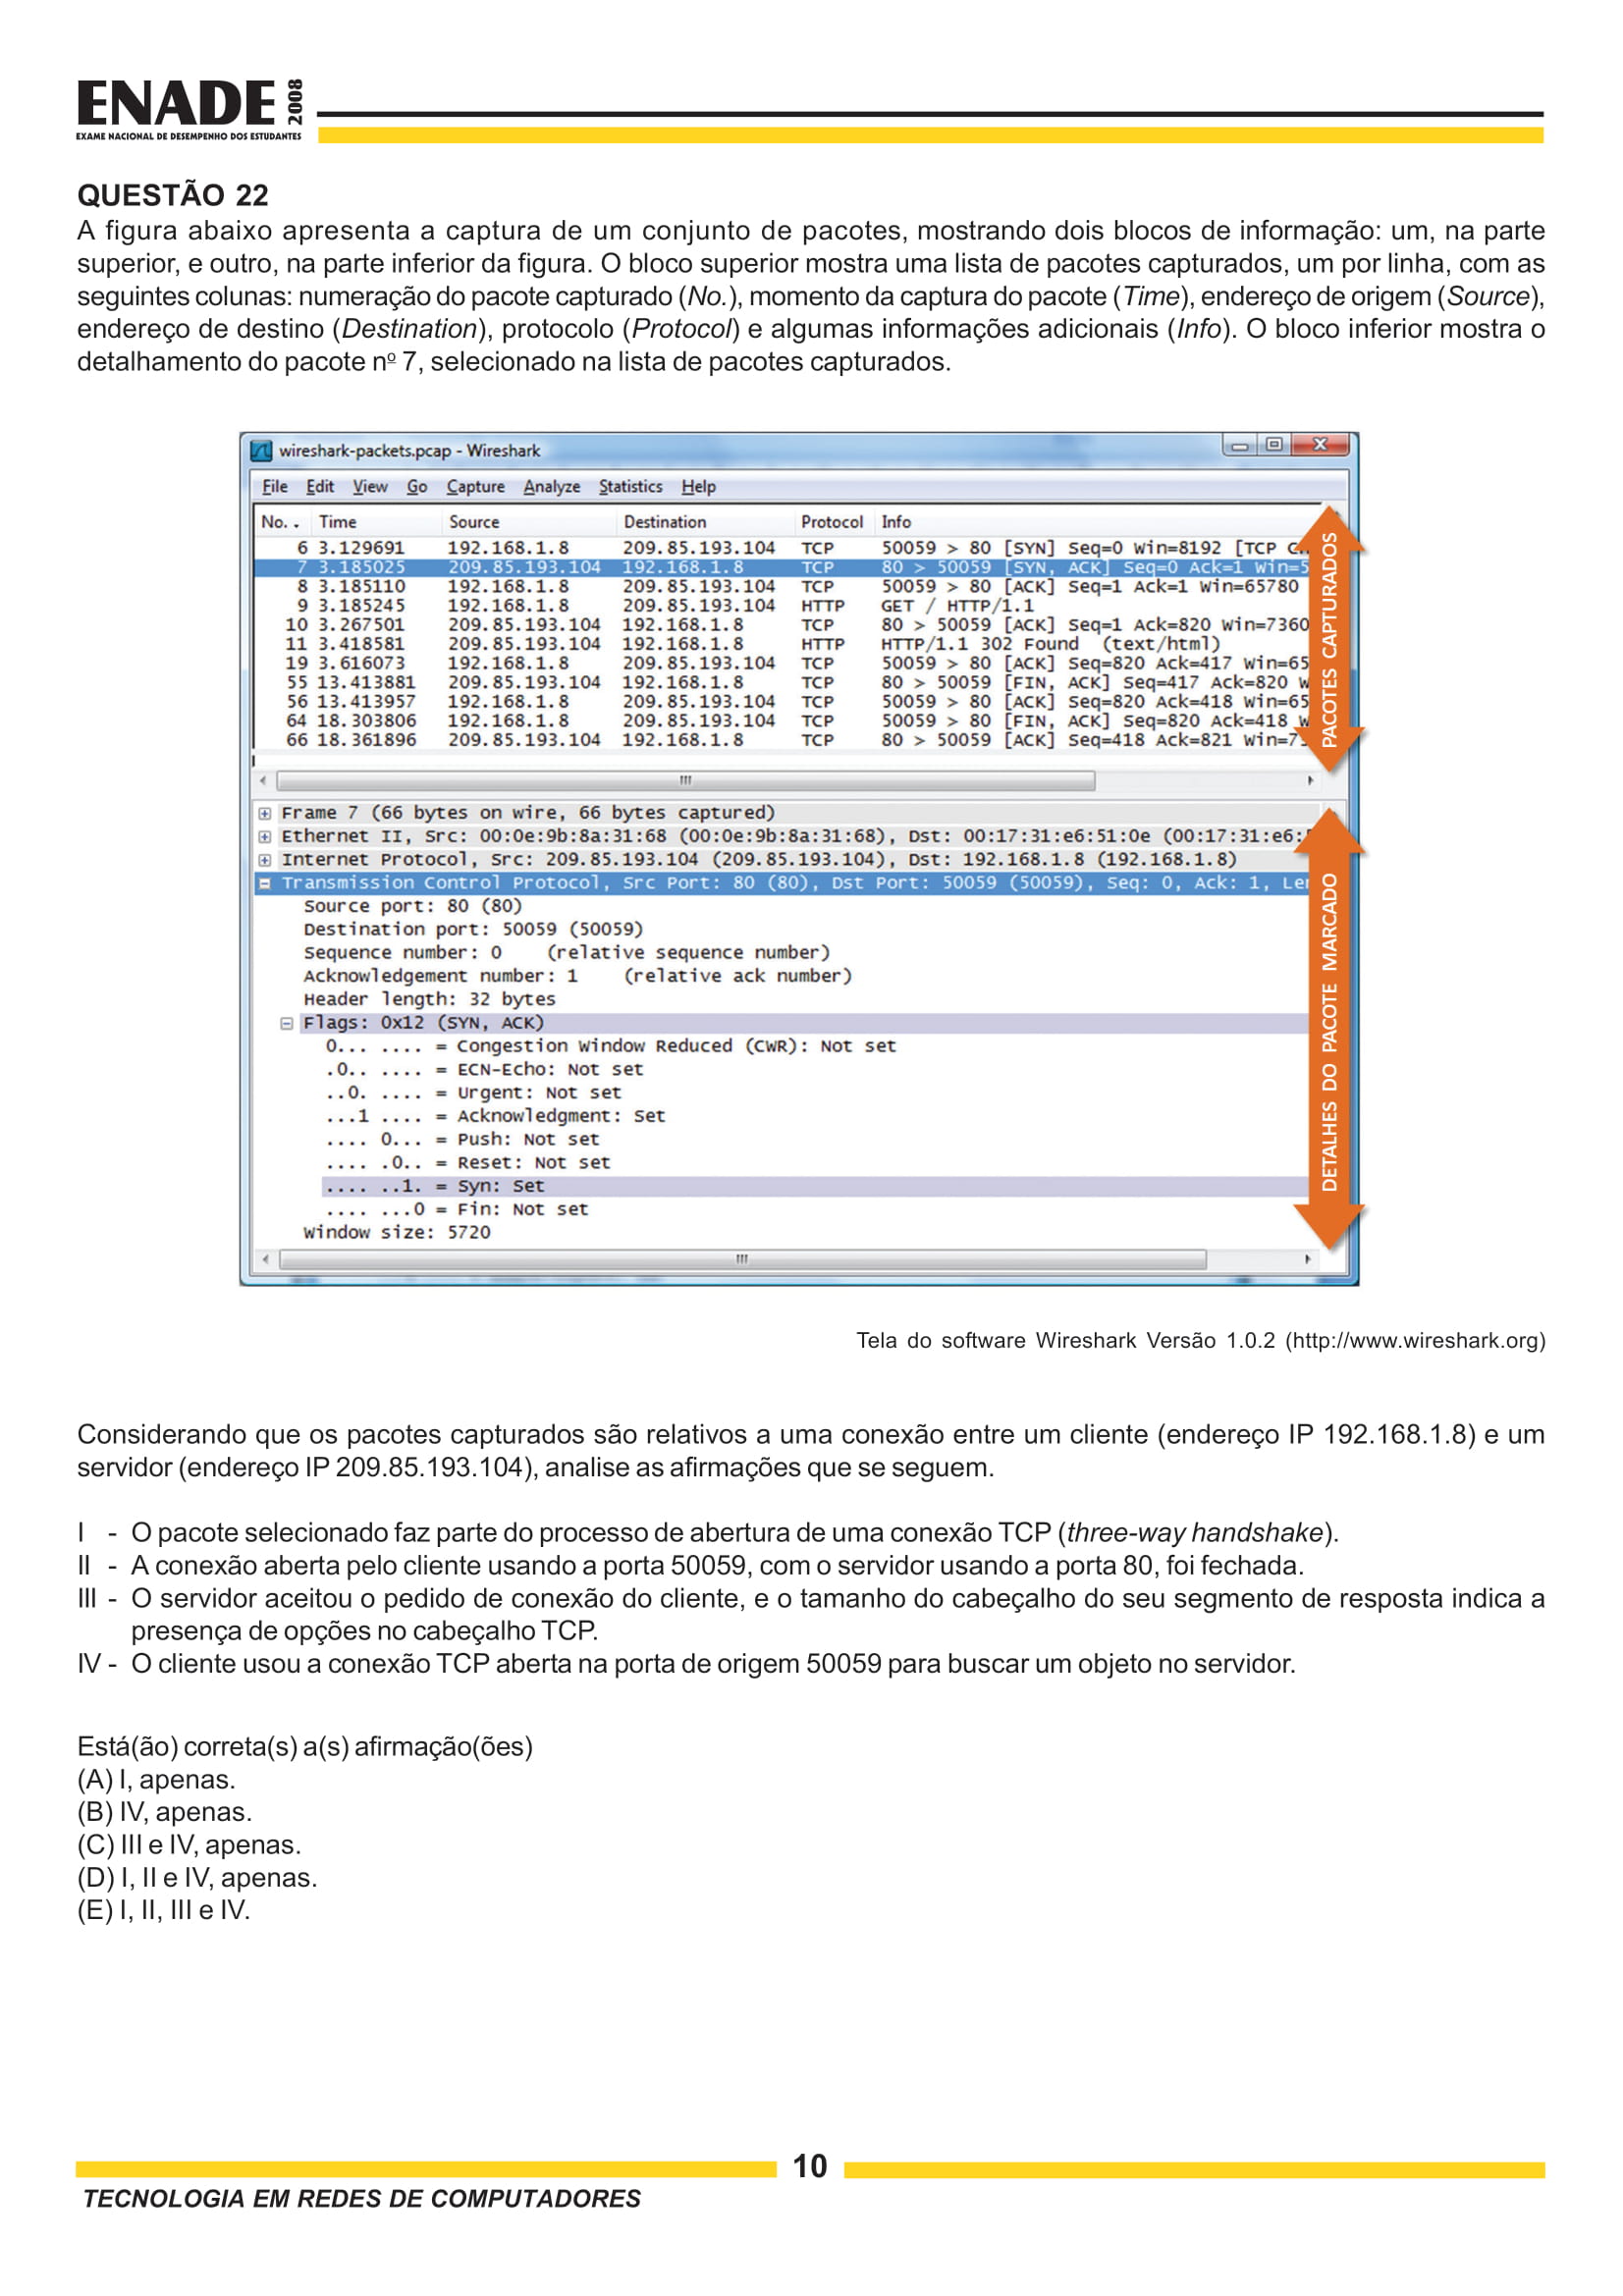 ENADE 2008
EXAME NACIONAL DE DESEMPENHO DOS ESTUDANTES
QUESTÃO 22
A figura abaixo apresenta a captura de um conjunto de pacotes, mostrando dois blocos de informação: um, na parte
superior, e outro, na parte inferior da figura. O bloco superior mostra uma lista de pacotes capturados, um por linha, com as
seguintes colunas: numeração do pacote capturado (No.), momento da captura do pacote (Time), endereço de origem (Source),
endereço de destino (Destination), protocolo (Protocol) e algumas informações adicionais (Info). O bloco inferior mostra o
detalhamento do pacote nº 7, selecionado na lista de pacotes capturados.
wireshark-packets.pcap - Wireshark
File Edit View Go Capture Analyze Statistics Help
No. . Time Source Destination Protocol Info
6 3.129691 192.168.1.8 209.85.193.104 TCP 50059 > 80 [SYN] Seq=0 Win=8192 [TCP
7 3.185025 209.85.193.104 192.168.1.8 TCP 80 > 50059 [SYN, ACK] Seq=0 Ack=1 Win=5
8 3.185110 192.168.1.8 209.85.193.104 TCP 50059 > 80 [ACK] Seq=1 Ack=1 Win=65780
9 3.185245 192.168.1.8 209.85.193.104 HTTP GET / HTTP/1.1
10 3.267501 209.85.193.104 192.168.1.8 TCP 80 > 50059 [ACK] Seq=1 Ack=820 Win=7360
11 3.418581 209.85.193.104 192.168.1.8 HTTP HTTP/1.1 302 Found (text/html)
19 3.616073 192.168.1.8 209.85.193.104 TCP 50059 > 80 [ACK] Seq=820 Ack=417 Win=65
55 13.413881 209.85.193.104 192.168.1.8 TCP 80 > 50059 [FIN, ACK] Seq=417 Ack=820 W
56 13.413957 192.168.1.8 209.85.193.104 TCP 50059 > 80 [ACK] Seq=820 Ack=418 Win=65
64 18.303806 192.168.1.8 209.85.193.104 TCP 50059 > 80 [FIN, ACK] Seq=820 Ack=418 W
66 18.361896 209.85.193.104 192.168.1.8 TCP 80 > 50059 [ACK] Seq=418 Ack=821 Win=7
PACOTES CAPTURADOS
Frame 7 (66 bytes on wire, 66 bytes captured)
Ethernet II, Src: 00:0e:9b:8a:31:68 (00:0e:9b:8a:31:68), Dst: 00:17:31:e6:51:0e (00:17:31:e6:
Internet Protocol, Src: 209.85.193.104 (209.85.193.104), Dst: 192.168.1.8 (192.168.1.8)
Transmission Control Protocol, Src Port: 80 (80), Dst Port: 50059 (50059), Seq: 0, Ack: 1, Len
Source port: 80 (80)
Destination port: 50059 (50059)
Sequence number: 0 (relative sequence number)
Acknowledgement number: 1 (relative ack number)
Header length: 32 bytes
Flags: 0x12 (SYN, ACK)
0... .... = Congestion Window Reduced (CWR): Not set
.0.. .... = ECN-Echo: Not set
..0. .... = Urgent: Not set
...1 .... = Acknowledgment: Set
.... 0... = Push: Not set
.... .0.. = Reset: Not set
.... ..1. = Syn: Set
.... ...0 = Fin: Not set
Window size: 5720
DETALHES DO PACOTE MARCADO
Tela do software Wireshark Versão 1.0.2 (http://www.wireshark.org)
Considerando que os pacotes capturados são relativos a uma conexão entre um cliente (endereço IP 192.168.1.8) e um
servidor (endereço IP 209.85.193.104), analise as afirmações que se seguem.
I - O pacote selecionado faz parte do processo de abertura de uma conexão TCP (three-way handshake).
II - A conexão aberta pelo cliente usando a porta 50059, com o servidor usando a porta 80, foi fechada.
III - O servidor aceitou o pedido de conexão do cliente, e o tamanho do cabeçalho do seu segmento de resposta indica a
presença de opções no cabeçalho TCP.
IV - O cliente usou a conexão TCP aberta na porta de origem 50059 para buscar um objeto no servidor.
Está(ão) correta(s) a(s) afirmação(ões)
(A) I, apenas.
(B) IV, apenas.
(C) III e IV, apenas.
(D) I, II e IV, apenas.
(E) I, II, III e IV.
10
TECNOLOGIA EM REDES DE COMPUTADORES